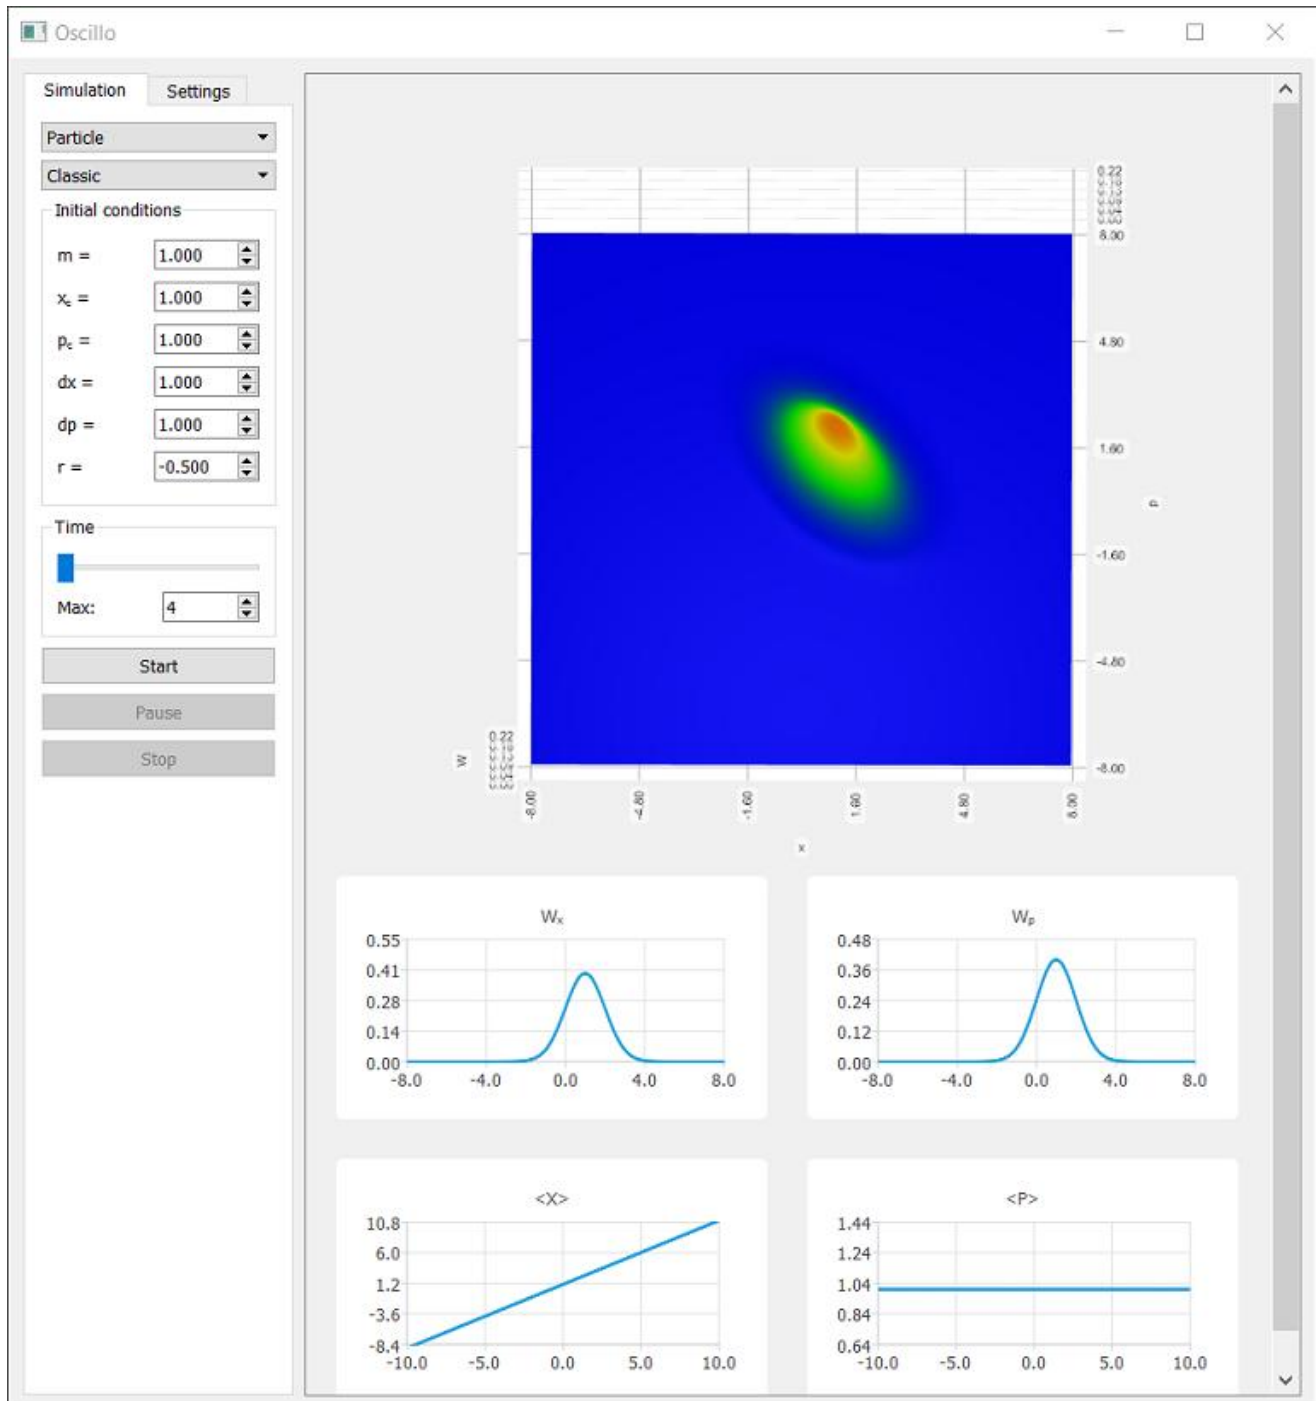 Oscillo
Simulation Settings
Particle
Classic
Initial conditions
m = 1.000
xc = 1.000
pc = 1.000
dx = 1.000
dp = 1.000
r = -0.500
Time
Max: 4
Start
Pause
Stop
0.22
8.00
4.80
1.60
p
-1.60
-4.80
-8.00
W
0.22
-8.00 -4.80 -1.60 1.60 4.80 8.00
x
Wx
0.55
0.41
0.28
0.14
0.00
-8.0 -4.0 0.0 4.0 8.0
Wp
0.48
0.36
0.24
0.12
0.00
-8.0 -4.0 0.0 4.0 8.0
<X>
10.8
6.0
1.2
-3.6
-8.4
-10.0 -5.0 0.0 5.0 10.0
<P>
1.44
1.24
1.04
0.84
0.64
-10.0 -5.0 0.0 5.0 10.0